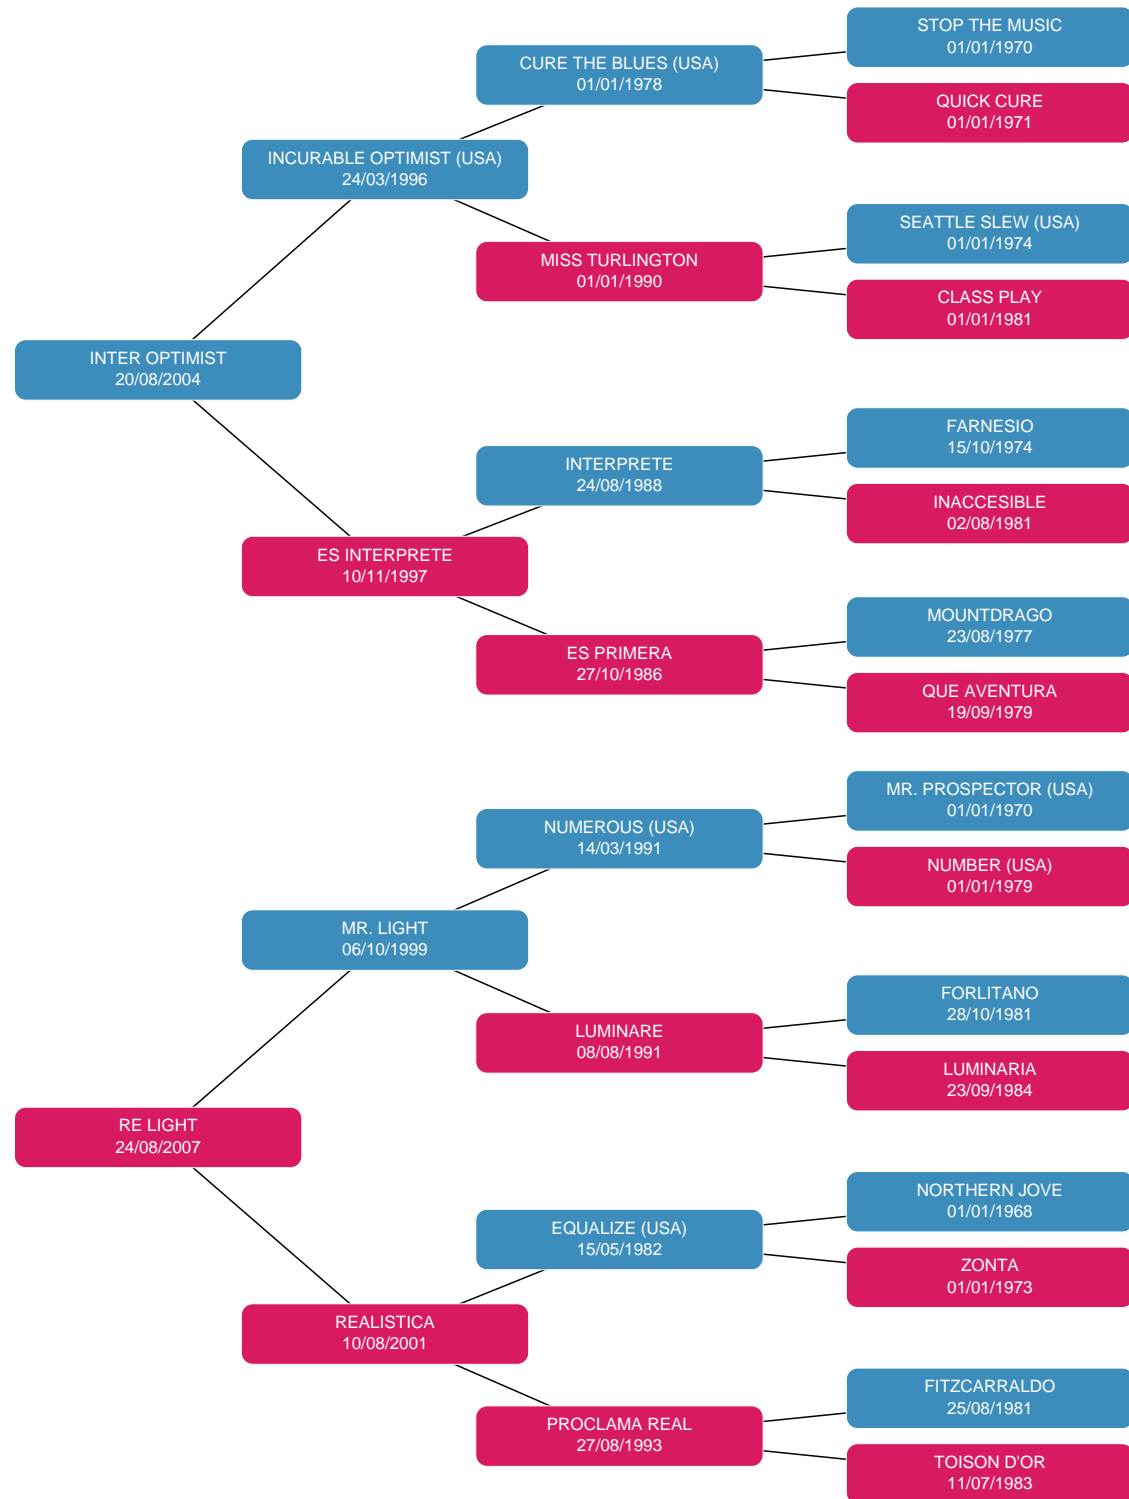 STOP THE MUSIC
01/01/1970
CURE THE BLUES (USA)
01/01/1978
QUICK CURE
01/01/1971
INCURABLE OPTIMIST (USA)
24/03/1996
SEATTLE SLEW (USA)
01/01/1974
MISS TURLINGTON
01/01/1990
CLASS PLAY
01/01/1981
INTER OPTIMIST
20/08/2004
FARNESIO
15/10/1974
INTERPRETE
24/08/1988
INACCESIBLE
02/08/1981
ES INTERPRETE
10/11/1997
MOUNTDRAGO
23/08/1977
ES PRIMERA
27/10/1986
QUE AVENTURA
19/09/1979
MR. PROSPECTOR (USA)
01/01/1970
NUMEROUS (USA)
14/03/1991
NUMBER (USA)
01/01/1979
MR. LIGHT
06/10/1999
FORLITANO
28/10/1981
LUMINARE
08/08/1991
LUMINARIA
23/09/1984
RE LIGHT
24/08/2007
NORTHERN JOVE
01/01/1968
EQUALIZE (USA)
15/05/1982
ZONTA
01/01/1973
REALISTICA
10/08/2001
FITZCARRALDO
25/08/1981
PROCLAMA REAL
27/08/1993
TOISON D'OR
11/07/1983